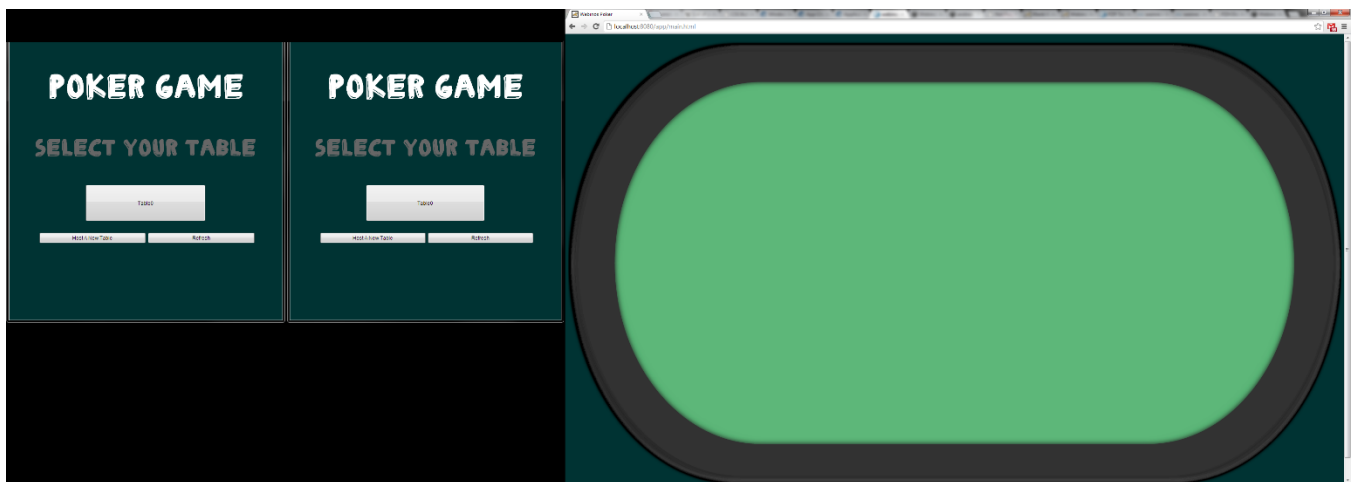 POKER GAME
SELECT YOUR TABLE
Table0
Host A New Table
Refresh
POKER GAME
SELECT YOUR TABLE
Table0
Host A New Table
Refresh
localhost:8080/app/main.html